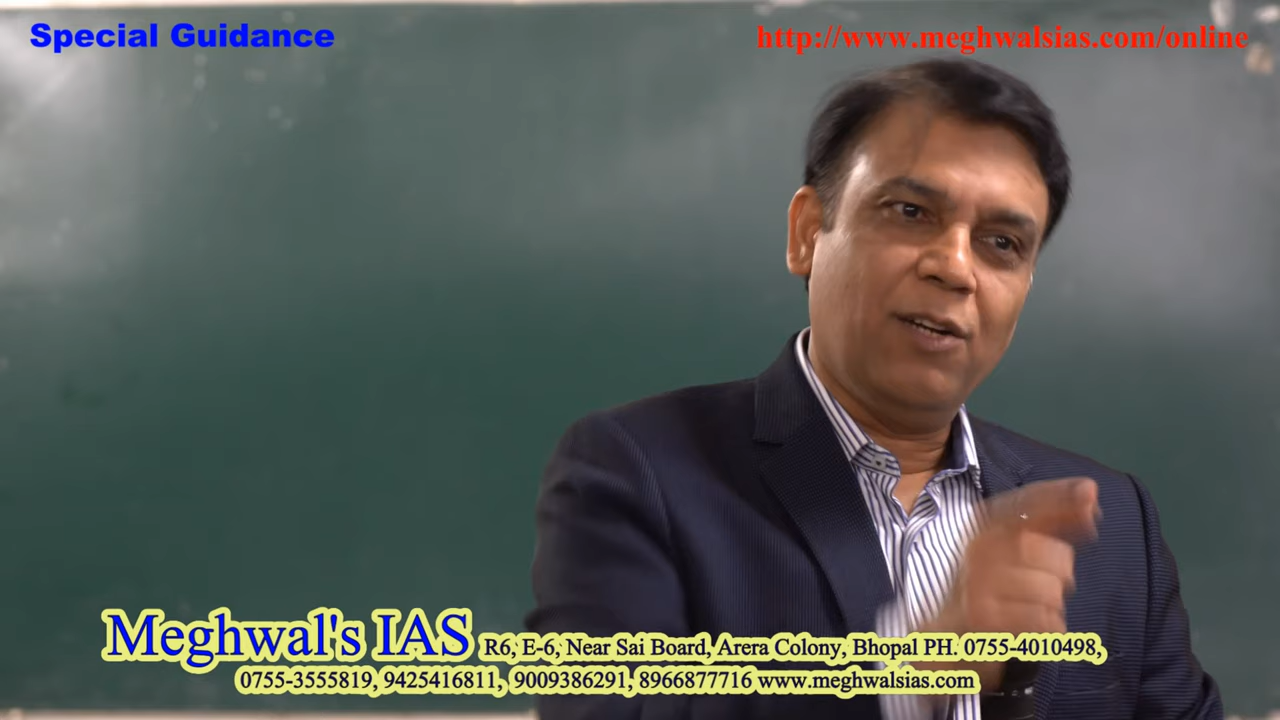 Special Guidance
http://www.meghwalsias.com/online
Meghwal's IAS R6, E-6, Near Sai Board, Arera Colony, Bhopal PH. 0755-4010498,
0755-3555819, 9425416811, 9009386291, 8966877716 www.meghwalsias.com